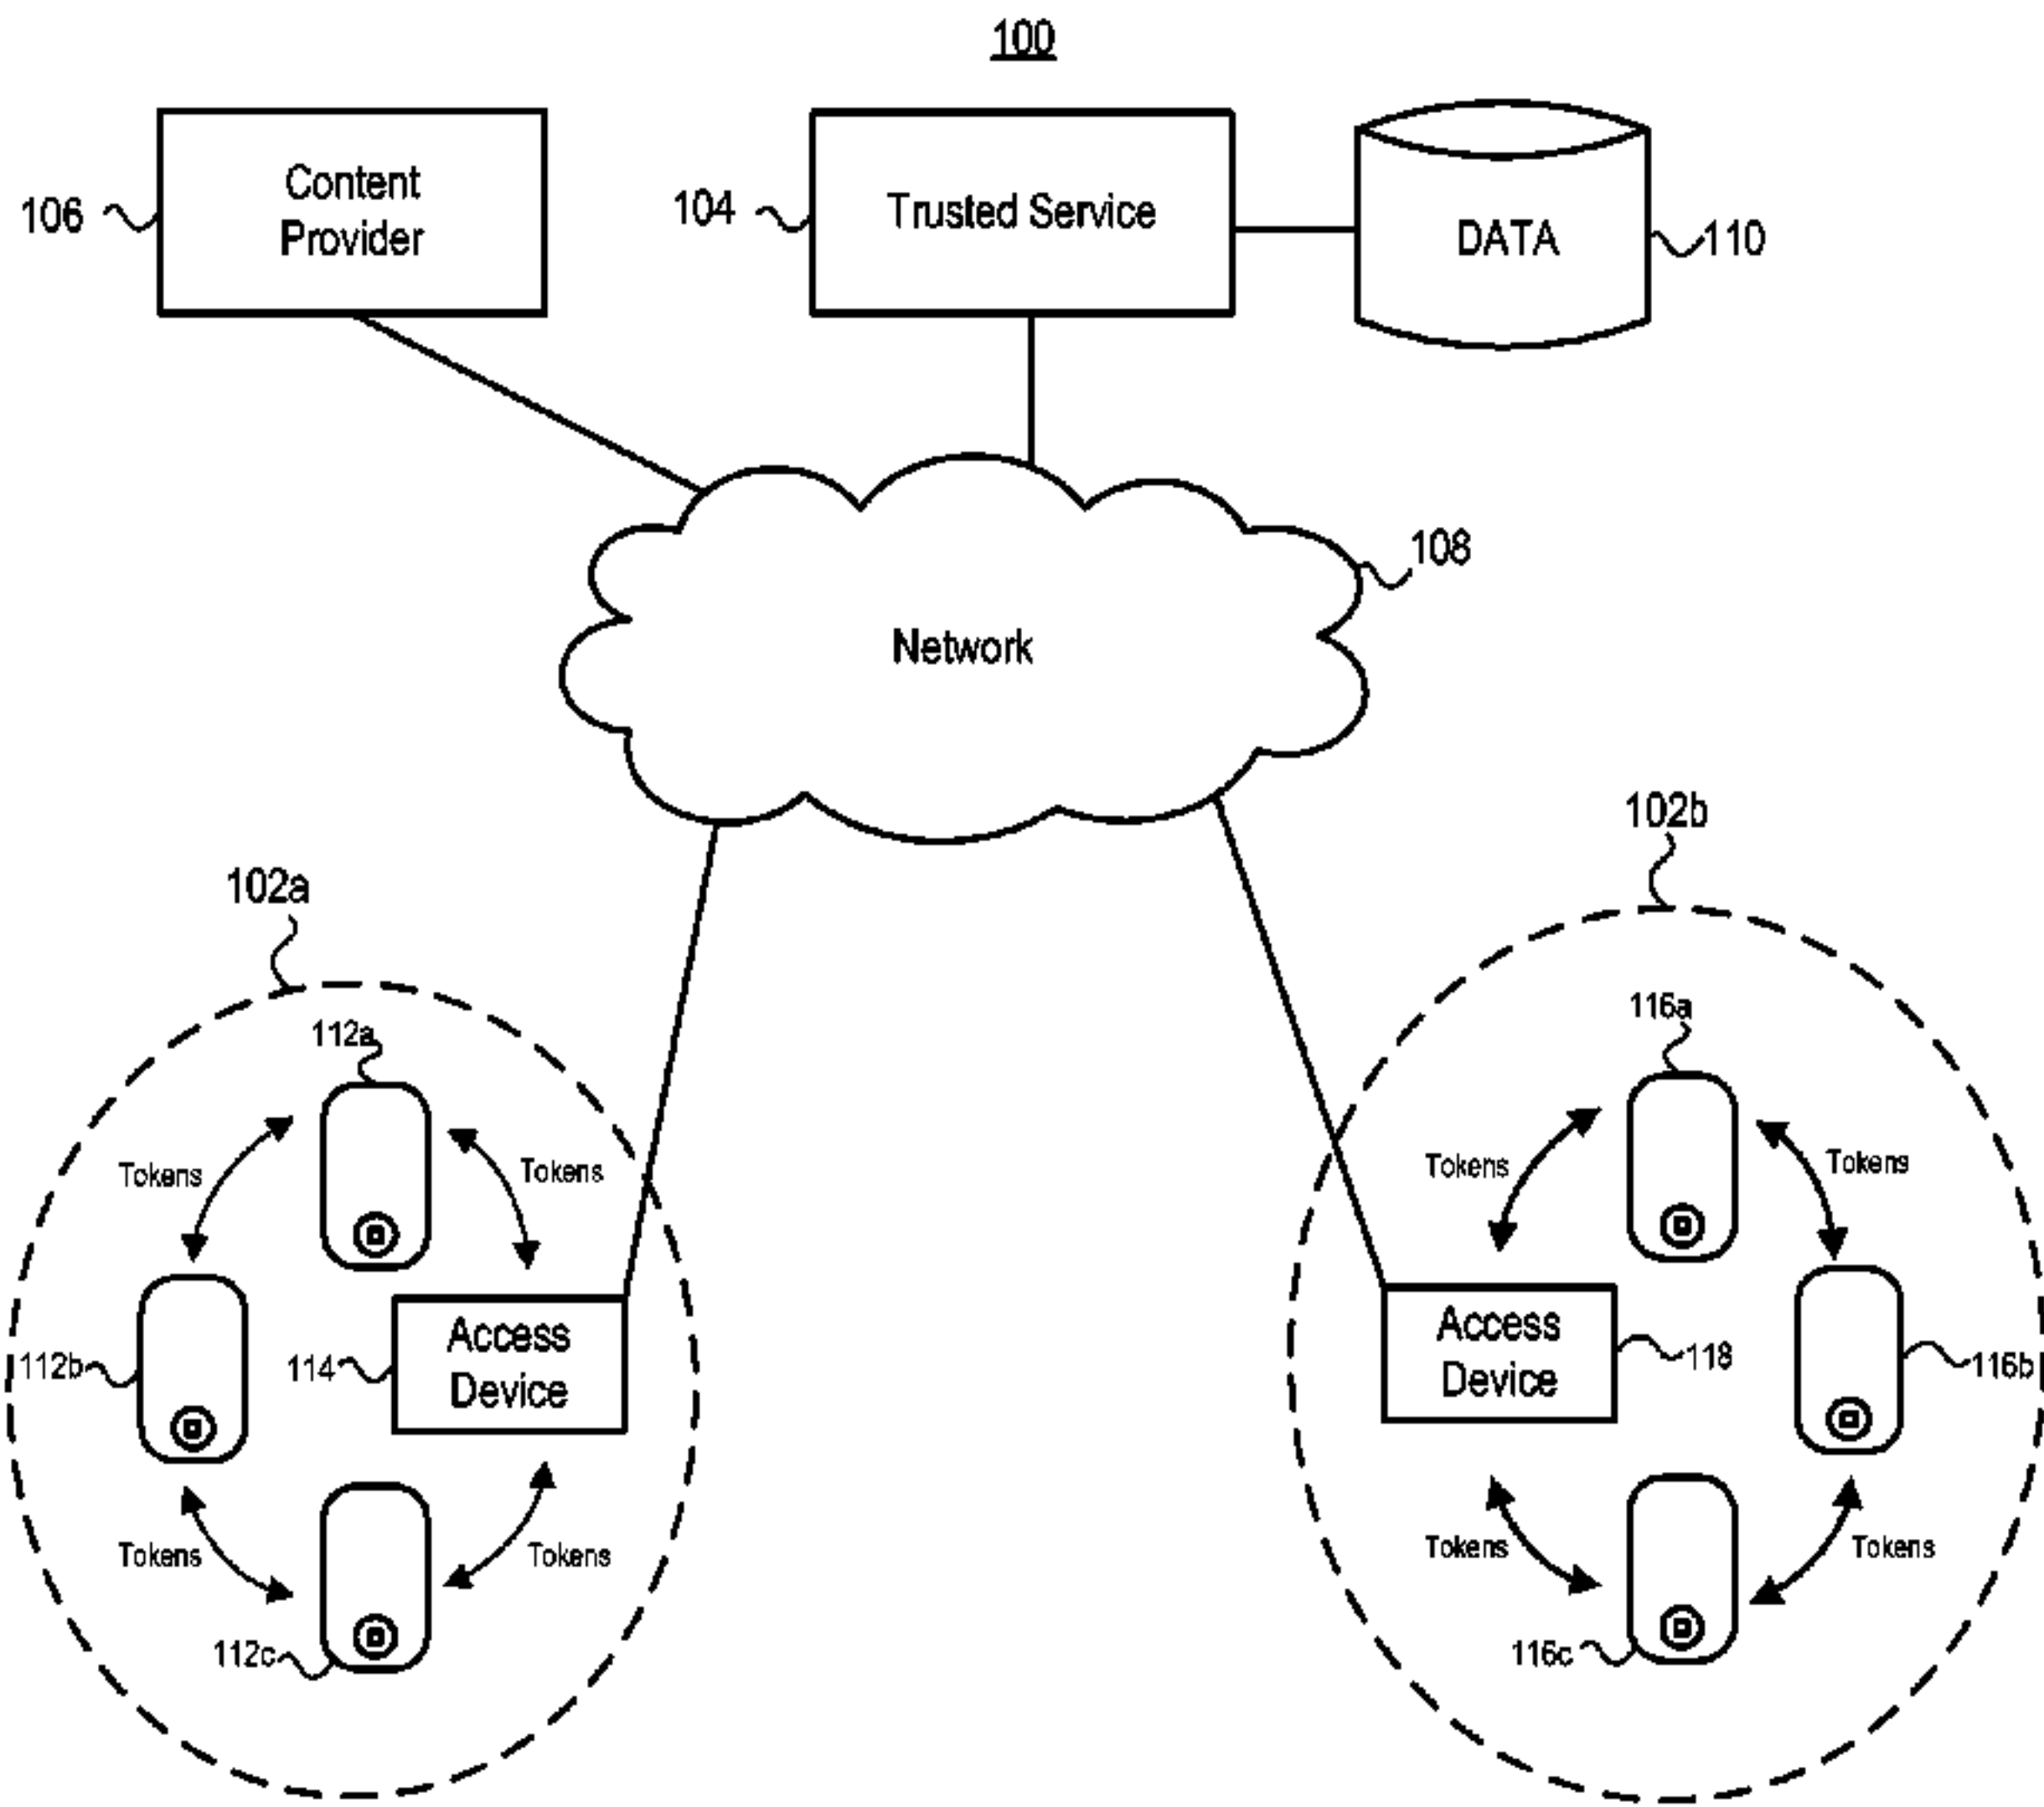 100
Content
Provider
106
Trusted Service
104
DATA
110
Network
108
102a
102b
112a
Tokens
Tokens
112b
114
Access
Device
Tokens
Tokens
112c
116a
Tokens
Tokens
Access
Device
118
116b
Tokens
Tokens
116c